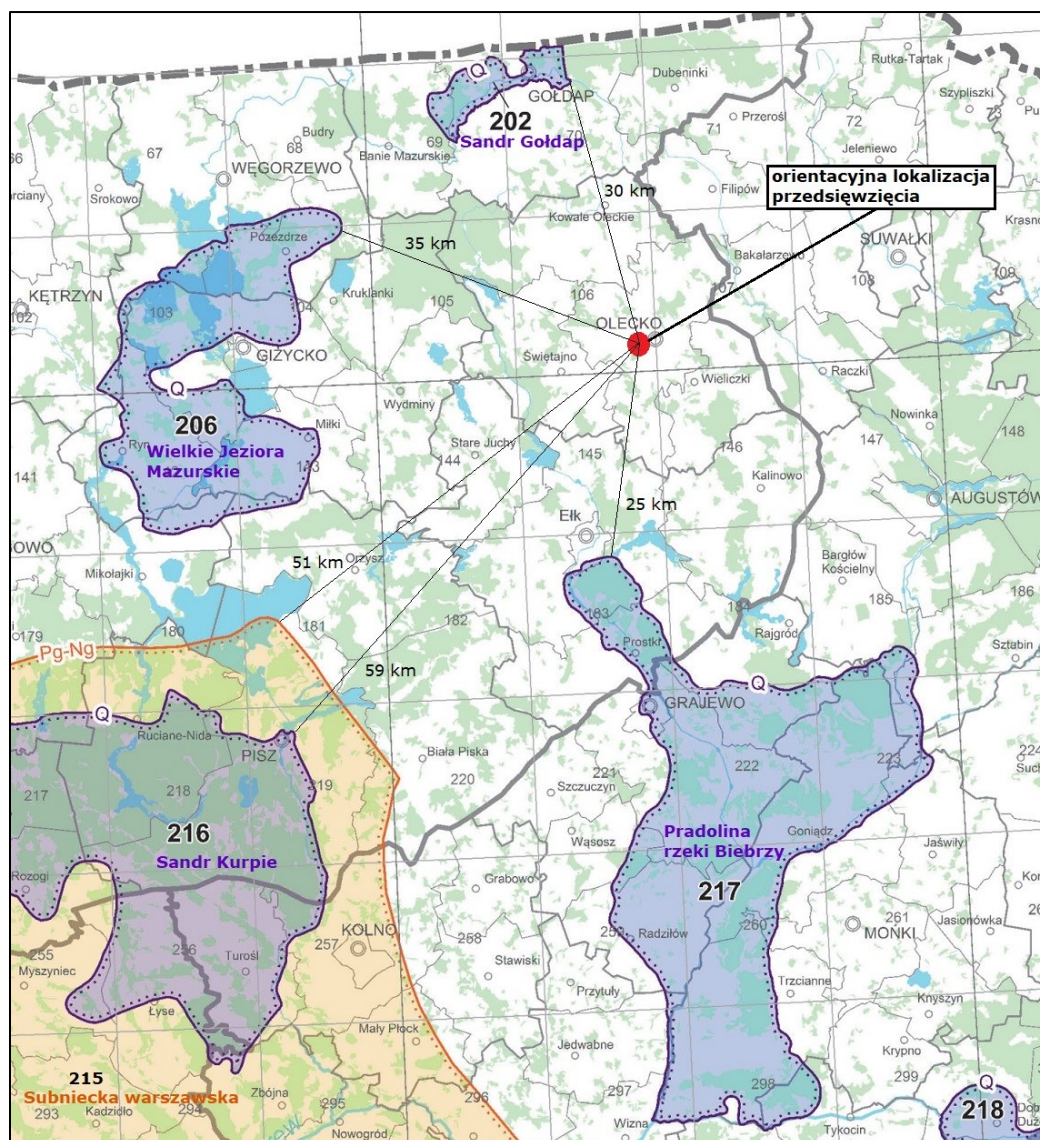 Rutka-Tartak
Dubeninki
Szypliszki
GOŁDAP
Q
202
Sandr Gołdap
Przerośl
71
72
73
70
69
Budry
68
67
66
Banie Mazurskie
WĘGORZEWO
Jeleniewo
orientacyjna lokalizacja
przedsięwzięcia
Filipów
Srokowo
30 km
Kowale Oleckie
35 km
Pozezdrze
SUWAŁKI
Bakałarzewo
108
109
107
KĘTRZYN
102
103
104
Kruklanki
105
106
OLECKO
GIŻYCKO
Świętajno
Wieliczki
Raczki
Q
Wydminy
206
Wielkie Jeziora
Mazurskie
Ryn
Miłki
143
Stare Juchy
144
145
146
147
148
Nowinka
141
Kalinowo
AUGUSTÓW
25 km
Ełk
51 km
Orzysz
Mikołajki
Bargłów
Kościelny
179
180
181
182
183
184
185
186
Rajgród
Sztabin
Prostki
Pg-Ng
59 km
Q
Q
GRAJEWO
Ruciane-Nida
PISZ
Biała Piska
217
218
219
220
221
222
223
224
Szczuczyn
216
Sandr Kurpie
Pradolina
rzeki Biebrzy
217
Goniądz
Wąsosz
Jaświły
Rozogi
Grabowo
KOLNO
257
258
260
261
MOŃKI
Jasionówka
Radziłów
255
256
Myszyniec
Turośl
Stawiski
Przytuły
Trzcianne
Knyszyn
Łyse
Mały Płock
Jedwabne
Krypno
215
Subniecka warszawska
293
294
295
296
297
298
299
Kadzidło
Zbójna
Nowogród
Wizna
Tykocin
Q
218